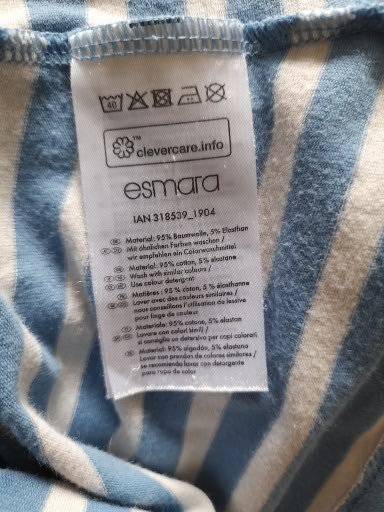 40
clevercare.info
™
esmara
IAN 318539_1904
Material: 95% Baumwolle, 5% Elasthan
Mit ähnlichen Farben waschen /
wir empfehlen ein Colorwaschmittel
Material: 95% cotton, 5% elastane
Wash with similar colours /
Use colour detergent
Matières: 95 % coton, 5 % élasthanne
Laver avec des couleurs similaires /
nous conseillons l'utilisation de lessive
pour linge de couleur
Materiale: 95% cotone, 5% elastan
Lavare con colori simili /
si consiglia un detersivo per capi colorati
Material: 95% algodón, 5% elastano
Lavar con prendas de colores similares /
se recomienda lavar con detergente
para ropa de color